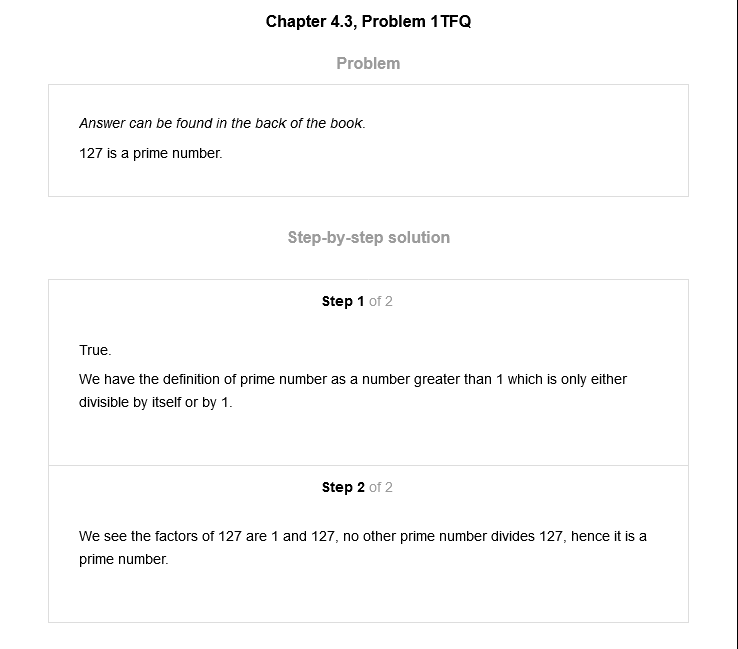 Chapter 4.3, Problem 1TFQ
Problem
Answer can be found in the back of the book.
127 is a prime number.
Step-by-step solution
Step 1 of 2
True.
We have the definition of prime number as a number greater than 1 which is only either
divisible by itself or by 1.
Step 2 of 2
We see the factors of 127 are 1 and 127, no other prime number divides 127, hence it is a
prime number.